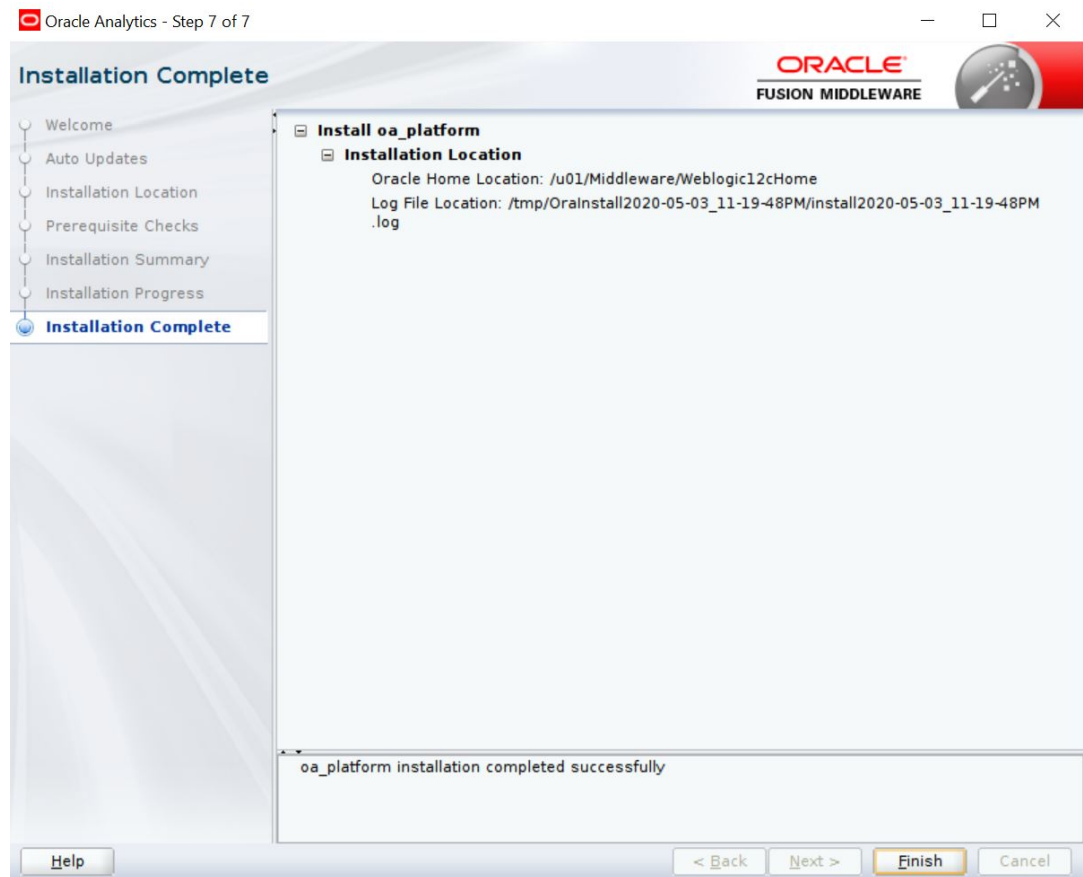 Oracle Analytics - Step 7 of 7
Installation Complete
ORACLE®
FUSION MIDDLEWARE
Welcome
Auto Updates
Installation Location
Prerequisite Checks
Installation Summary
Installation Progress
Installation Complete
Install oa_platform
Installation Location
Oracle Home Location: /u01/Middleware/Weblogic12cHome
Log File Location: /tmp/OraInstall2020-05-03_11-19-48PM/install2020-05-03_11-19-48PM
.log
oa_platform installation completed successfully
Help
< Back
Next >
Finish
Cancel